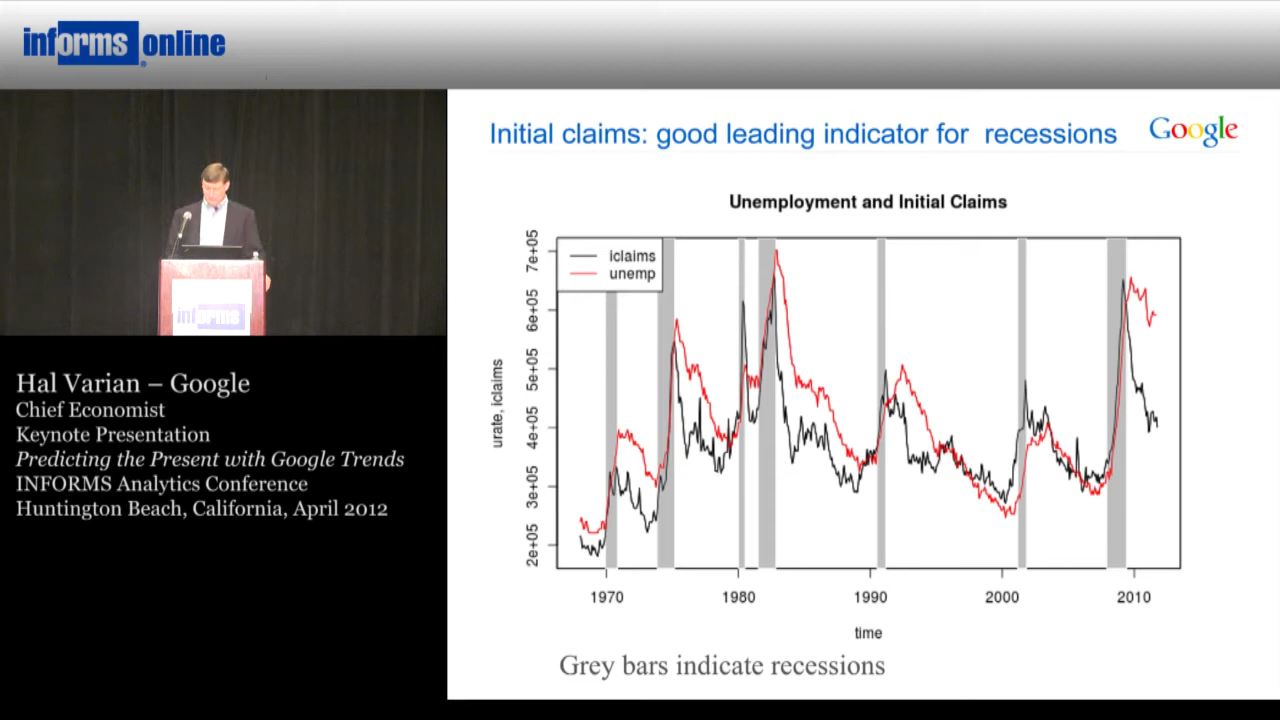 informs online
Initial claims: good leading indicator for recessions
Google
Unemployment and Initial Claims
iclaims
unemp
urate, iclaims
7e+05
6e+05
5e+05
4e+05
3e+05
2e+05
1970 1980 1990 2000 2010
time
Grey bars indicate recessions
informs
Hal Varian – Google
Chief Economist
Keynote Presentation
Predicting the Present with Google Trends
INFORMS Analytics Conference
Huntington Beach, California, April 2012